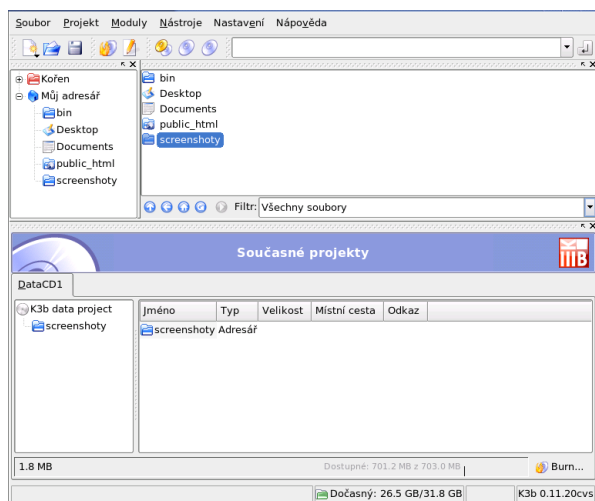 Soubor Projekt Moduly Nástroje Nastavení Nápověda
Kořen
Můj adresář
bin
Desktop
Documents
public_html
screenshoty
bin
Desktop
Documents
public_html
screenshoty
Filtr: Všechny soubory
Současné projekty
DataCD1
K3b data project
screenshoty
Jméno Typ Velikost Místní cesta Odkaz
screenshoty Adresář
1.8 MB Dostupné: 701.2 MB z 703.0 MB Burn...
Dočasný: 26.5 GB/31.8 GB K3b 0.11.20cvs